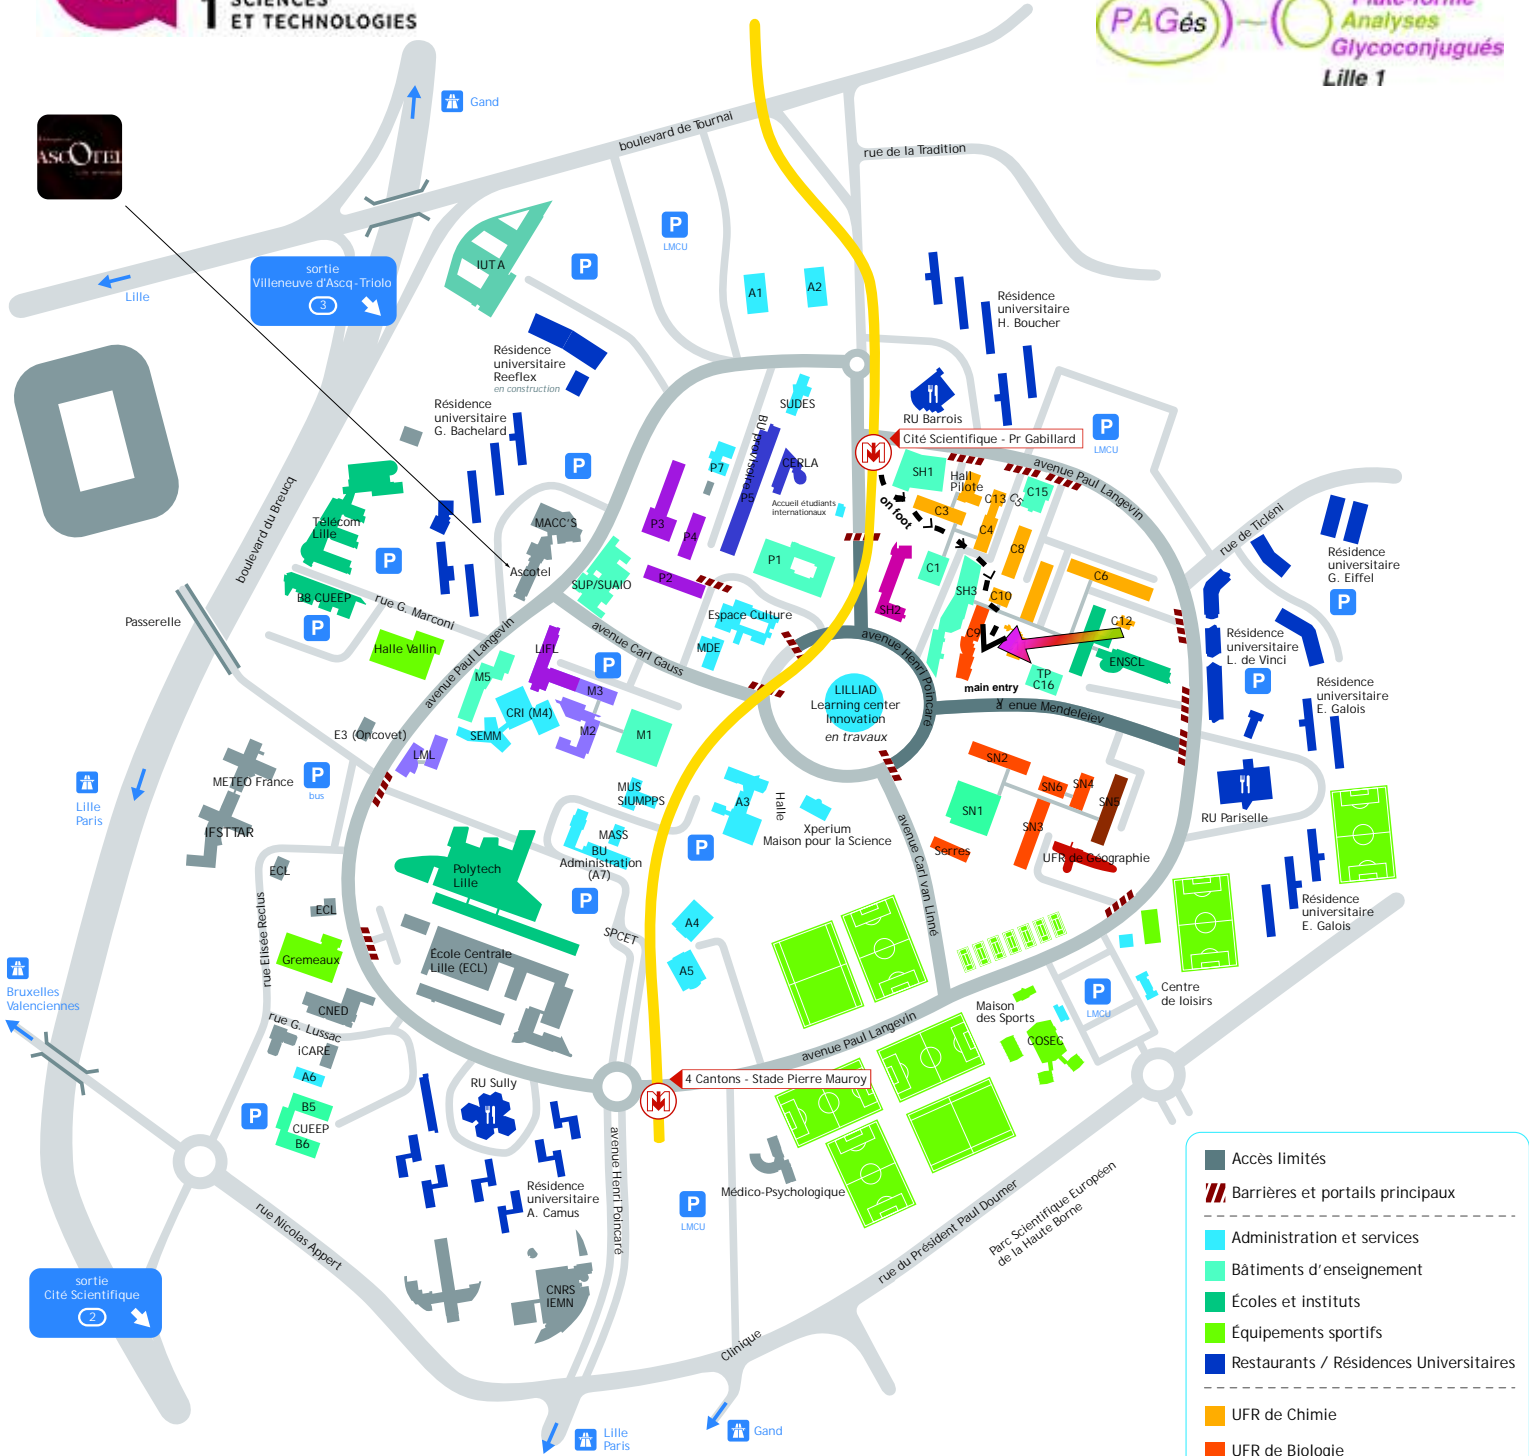 1
SCIENCES
ET TECHNOLOGIES
PAGés
Plate-forme
Analyses
Glycoconjugués
Lille 1
Gand
boulevard de Tournai
rue de la Tradition
ASCOTEL
P
LMCU
IUT A
P
sortie
Villeneuve d'Ascq-Triolo
3
Lille
A1
A2
Résidence
universitaire
H. Boucher
Résidence
universitaire
Reeflex
en construction
Résidence
universitaire
G. Bachelard
SUDES
RU Barrois
Cité Scientifique - Pr Gabillard
P
LMCU
avenue Paul Langevin
BU provisoire
CERLA
P7
P5
P
SH1
Hall
Pilote
C13
C5
C15
Accueil étudiants
internationaux
on foot
C3
C4
C8
C6
boulevard du Breucq
Télécom
Lille
MACC'S
P3
P4
P1
P2
C1
SH3
SH2
C10
C9
C12
rue de Ticléni
Résidence
universitaire
G. Eiffel
P
P
Ascotel
SUP/SUAIO
B8 CUEEP
rue G. Marconi
Passerelle
P
Halle Vallin
avenue Paul Langevin
avenue Carl Gauss
Espace Culture
MDE
avenue Henri Poincaré
ENSCL
TP
C16
main entry
Résidence
universitaire
L. de Vinci
P
Résidence
universitaire
E. Galois
LIFL
P
M5
M3
CRI (M4)
M2
M1
SEMM
LML
E3 (Oncovet)
LILLIAD
Learning center
Innovation
en travaux
avenue Mendeleiev
METEO France
P
bus
IFSTTAR
Lille
Paris
SN2
SN6
SN4
SN5
SN1
SN3
Serres
UFR de Géographie
RU Pariselle
MUS
SIUMPPS
A3
Halle
Xperium
Maison pour la Science
MASS
BU
Administration
(A7)
P
P
avenue Carl van Linné
ECL
ECL
Polytech
Lille
rue Elisée Reclus
Gremeaux
École Centrale
Lille (ECL)
SPCET
A4
A5
Résidence
universitaire
E. Galois
Bruxelles
Valenciennes
CNED
rue G. Lussac
iCARE
A6
B5
CUEEP
B6
P
RU Sully
4 Cantons - Stade Pierre Mauroy
avenue Paul Langevin
Maison
des Sports
COSEC
P
LMCU
Centre
de loisirs
Résidence
universitaire
A. Camus
avenue Henri Poincaré
P
LMCU
Médico-Psychologique
rue du Président Paul Doumer
Parc Scientifique Européen
de la Haute Borne
rue Nicolas Appert
CNRS
IEMN
sortie
Cité Scientifique
2
Clinique
Lille
Paris
Gand
Accès limités
Barrières et portails principaux
Administration et services
Bâtiments d'enseignement
Écoles et instituts
Équipements sportifs
Restaurants / Résidences Universitaires
UFR de Chimie
UFR de Biologie